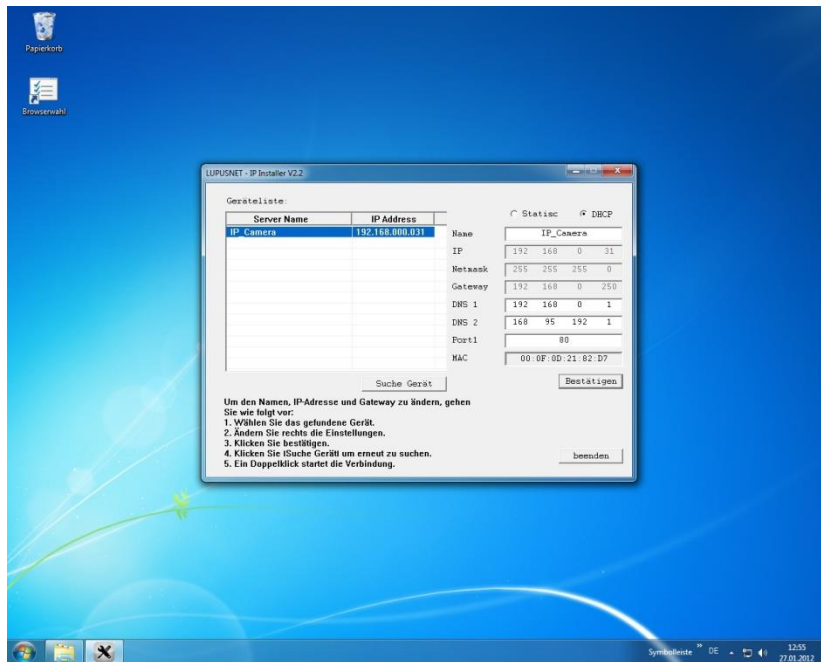 Papierkorb
Browserwahl
LUPUSNET - IP Installer V2.2
Geräteliste:
Server Name IP Address
IP_Camera 192.168.000.031
Statisc DHCP
Name IP_Camera
IP 192 168 0 31
Netmask 255 255 255 0
Gateway 192 168 0 250
DNS 1 192 168 0 1
DNS 2 168 95 192 1
Port1 80
MAC 00:0F:0D:21:82:D7
Suche Gerät
Bestätigen
Um den Namen, IP-Adresse und Gateway zu ändern, gehen
Sie wie folgt vor:
1. Wählen Sie das gefundene Gerät.
2. Ändern Sie rechts die Einstellungen.
3. Klicken Sie bestätigen.
4. Klicken Sie lSuche Gerätl um erneut zu suchen.
5. Ein Doppelklick startet die Verbindung.
beenden
Symbolleiste » DE 12:55
27.01.2012